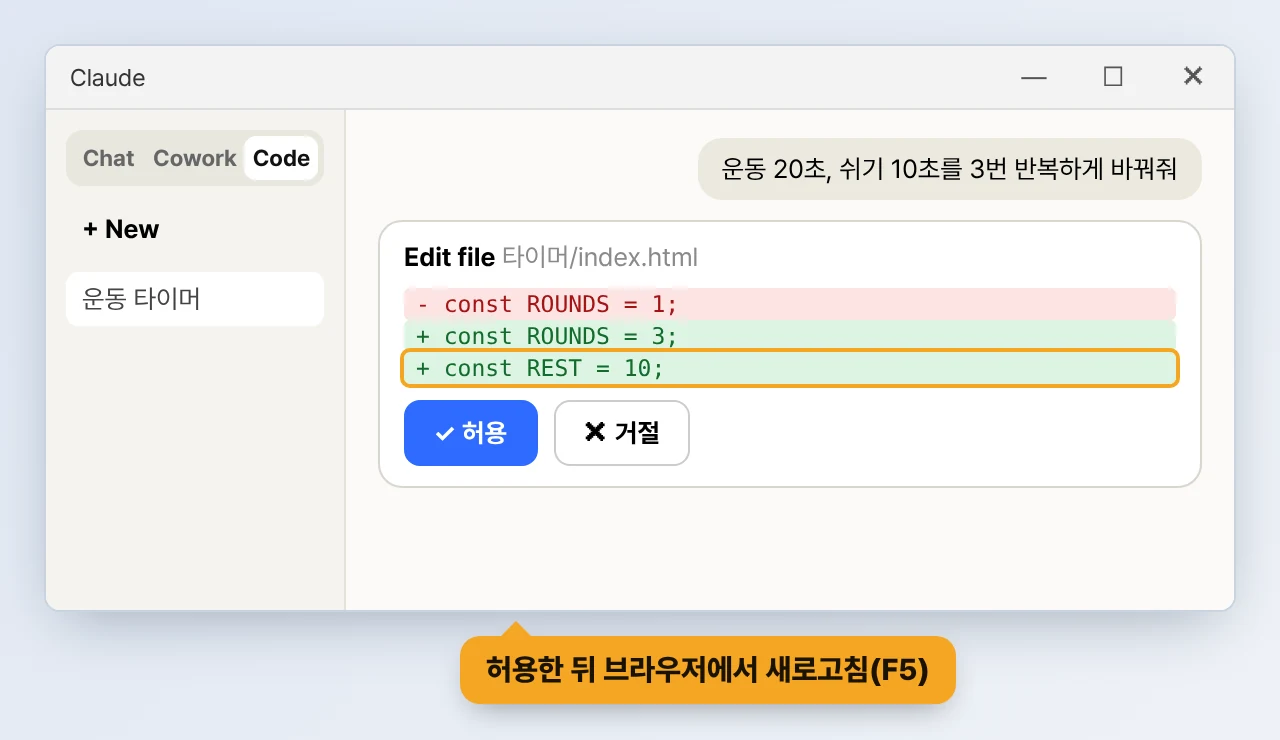 Claude
Chat Cowork Code
+ New
운동 타이머
운동 20초, 쉬기 10초를 3번 반복하게 바꿔줘
Edit file 타이머/index.html
- const ROUNDS = 1;
+ const ROUNDS = 3;
+ const REST = 10;
✓ 허용 ✕ 거절
허용한 뒤 브라우저에서 새로고침(F5)